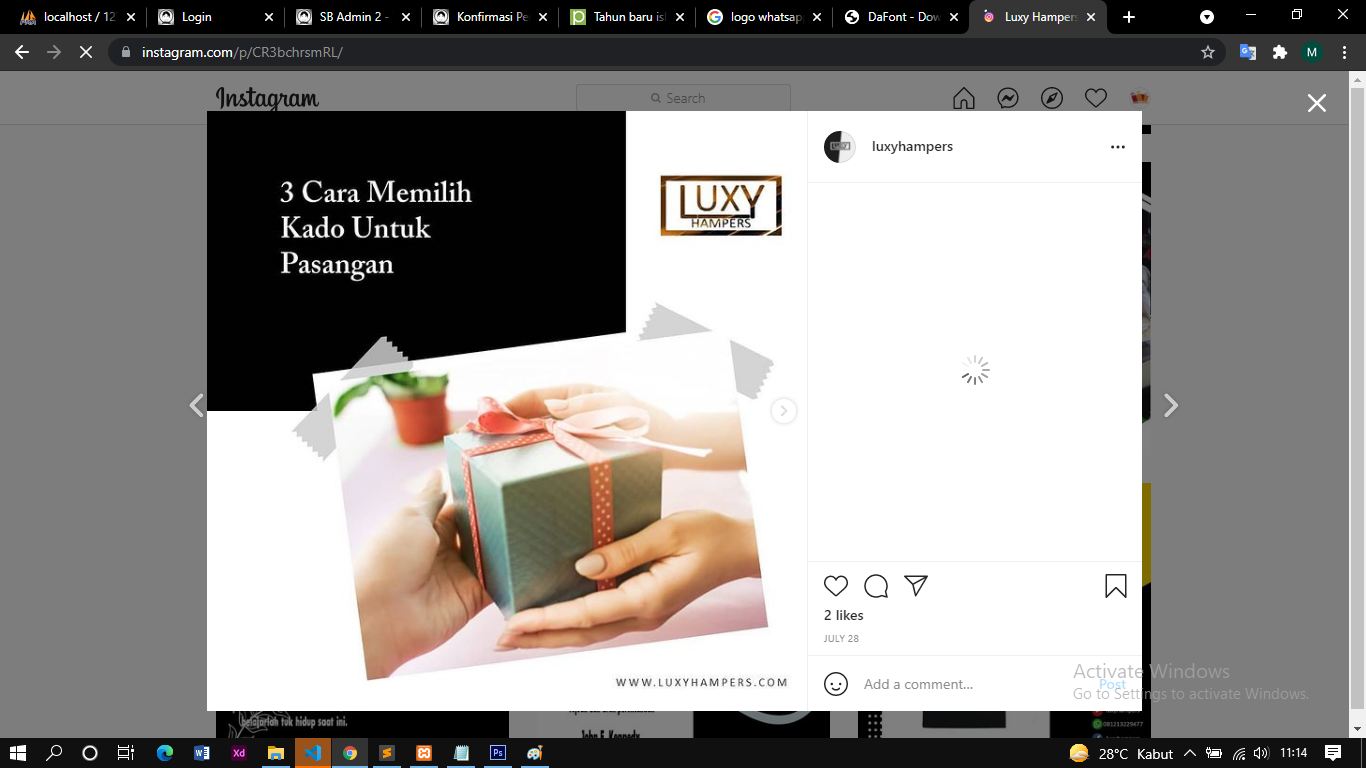 localhost / 12
Login
SB Admin 2 -
Konfirmasi Pe
Tahun baru isl
logo whatsapp
DaFont - Dow
Luxy Hampers
instagram.com/p/CR3bchrsmRL/
M
Instagram
Search
luxyhampers
3 Cara Memilih
Kado Untuk
Pasangan
LUXY
HAMPERS
WWW.LUXYHAMPERS.COM
2 likes
JULY 28
Add a comment...
Post
Activate Windows
Go to Settings to activate Windows.
belajarlah tuk hidup saat ini.
John F. Kennedy
081213229477
28°C Kabut
11:14